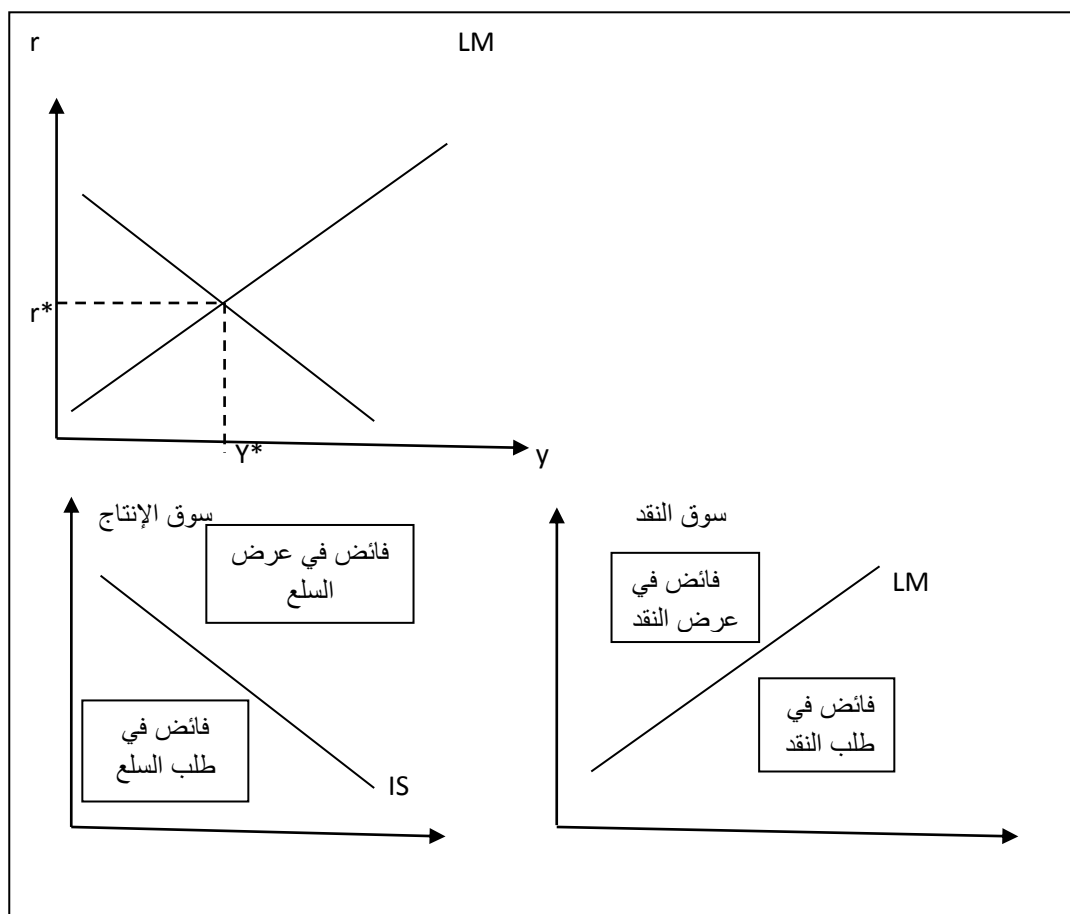 r
LM
r*
Y*
y
سوق الإنتاج
فائض في عرض
السلع
فائض في
طلب السلع
IS
سوق النقد
فائض في
عرض النقد
LM
فائض في
طلب النقد